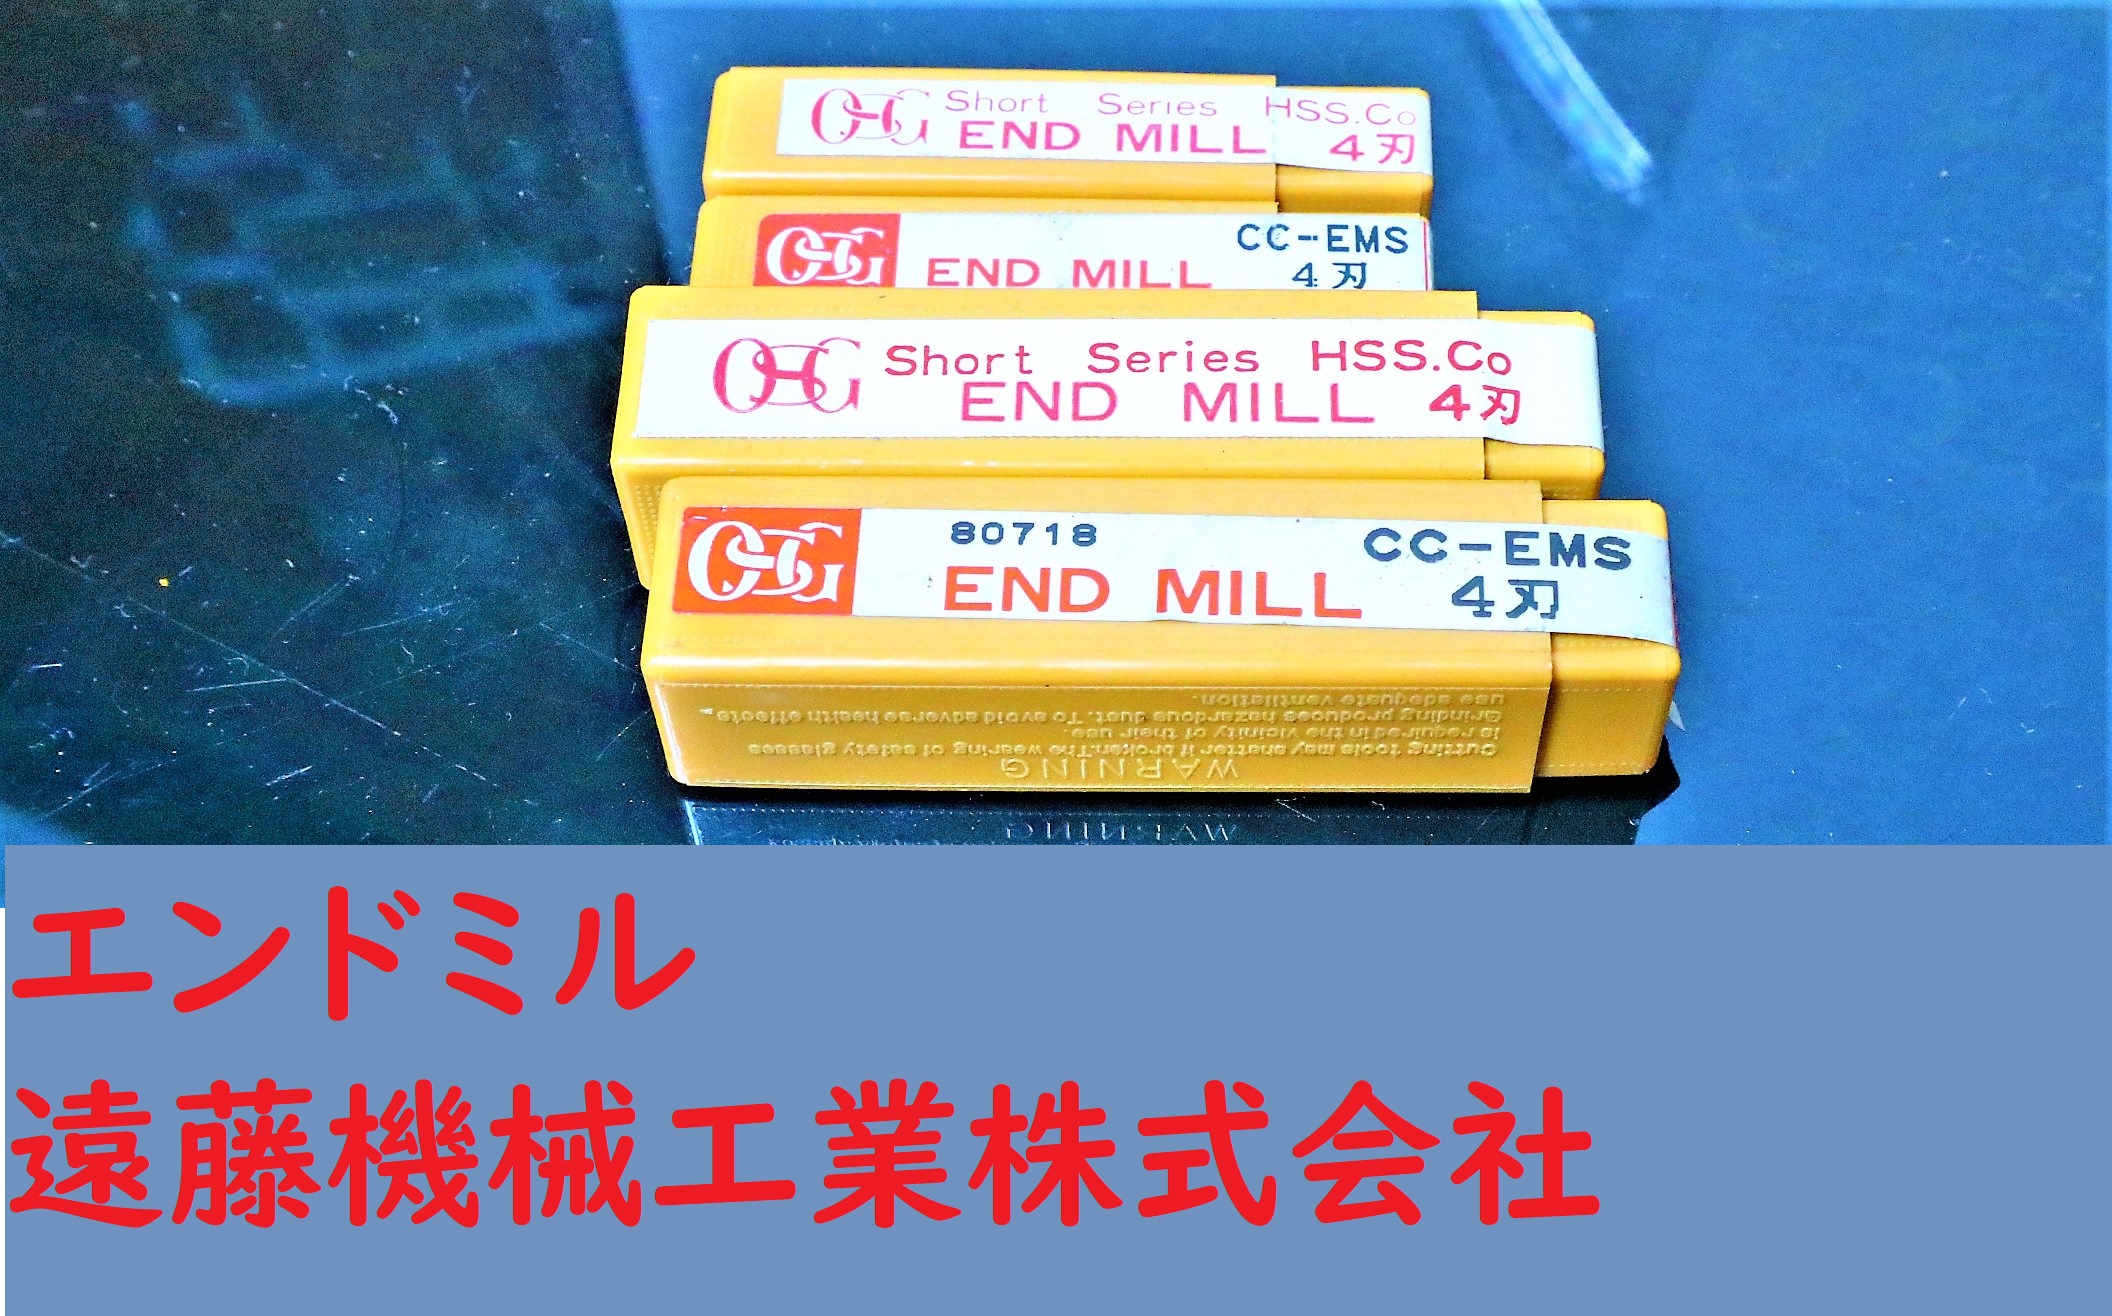 OSG Short Series HSS.Co
END MILL 4刃
OSG CC-EMS
END MILL 4刃
OSG Short Series HSS.Co
END MILL 4刃
OSG 80718 CC-EMS
END MILL 4刃
WARNING
Cutting tools may shatter if broken.The wearing of safety glasses
is required in the vicinity of their use.
Grinding produces hazardous dust. To avoid adverse health effects,
use adequate ventilation.
エンドミル
遠藤機械工業株式会社